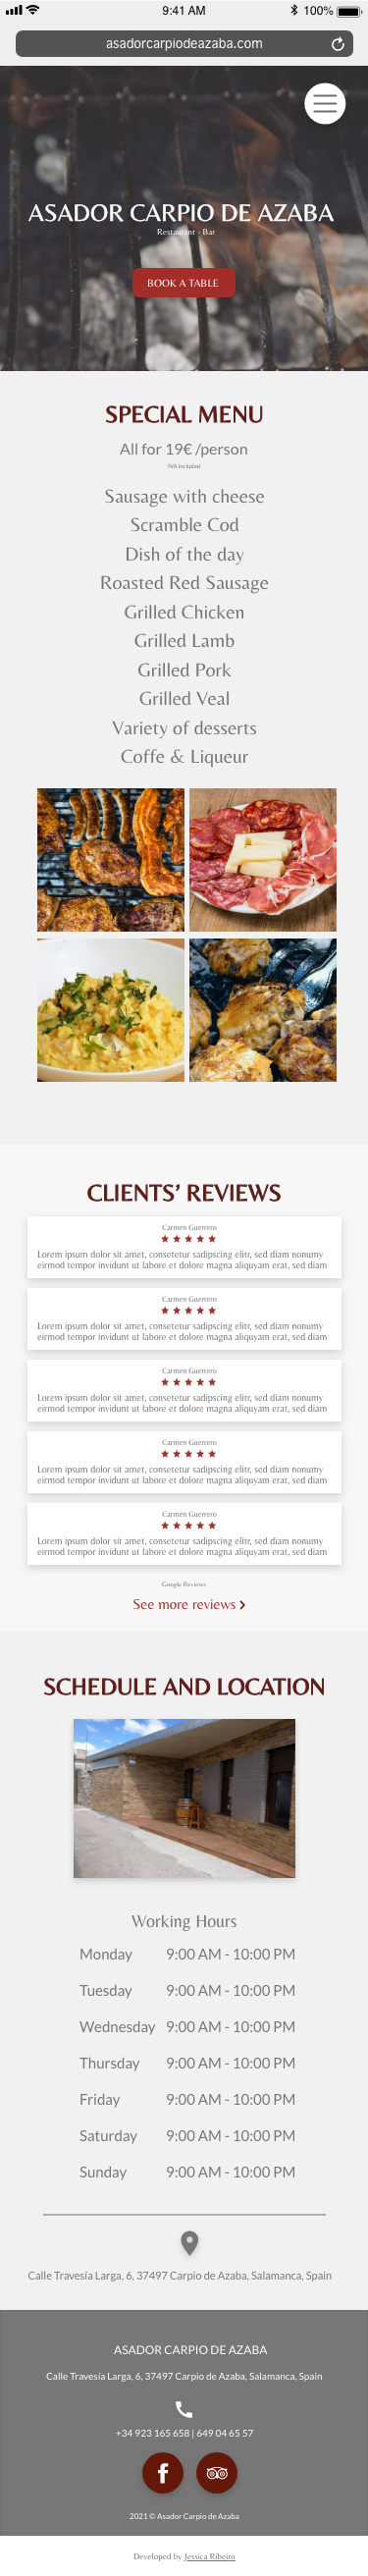 9:41 AM
100%
asadorcarpiodeazaba.com
ASADOR CARPIO DE AZABA
Restaurant - Bar
BOOK A TABLE
SPECIAL MENU
All for 19€ /person
IVA included
Sausage with cheese
Scramble Cod
Dish of the day
Roasted Red Sausage
Grilled Chicken
Grilled Lamb
Grilled Pork
Grilled Veal
Variety of desserts
Coffe & Liqueur
CLIENTS’ REVIEWS
Carmen Guerrero
Lorem ipsum dolor sit amet, consetetur sadipscing elitr, sed diam nonumy
eirmod tempor invidunt ut labore et dolore magna aliquyam erat, sed diam
Carmen Guerrero
Lorem ipsum dolor sit amet, consetetur sadipscing elitr, sed diam nonumy
eirmod tempor invidunt ut labore et dolore magna aliquyam erat, sed diam
Carmen Guerrero
Lorem ipsum dolor sit amet, consetetur sadipscing elitr, sed diam nonumy
eirmod tempor invidunt ut labore et dolore magna aliquyam erat, sed diam
Carmen Guerrero
Lorem ipsum dolor sit amet, consetetur sadipscing elitr, sed diam nonumy
eirmod tempor invidunt ut labore et dolore magna aliquyam erat, sed diam
Carmen Guerrero
Lorem ipsum dolor sit amet, consetetur sadipscing elitr, sed diam nonumy
eirmod tempor invidunt ut labore et dolore magna aliquyam erat, sed diam
Google Reviews
See more reviews
SCHEDULE AND LOCATION
Working Hours
Monday 9:00 AM - 10:00 PM
Tuesday 9:00 AM - 10:00 PM
Wednesday 9:00 AM - 10:00 PM
Thursday 9:00 AM - 10:00 PM
Friday 9:00 AM - 10:00 PM
Saturday 9:00 AM - 10:00 PM
Sunday 9:00 AM - 10:00 PM
Calle Travesía Larga, 6, 37497 Carpio de Azaba, Salamanca, Spain
ASADOR CARPIO DE AZABA
Calle Travesía Larga, 6, 37497 Carpio de Azaba, Salamanca, Spain
+34 923 165 658 | 649 04 65 57
2021 © Asador Carpio de Azaba
Developed by Jessica Ribeiro